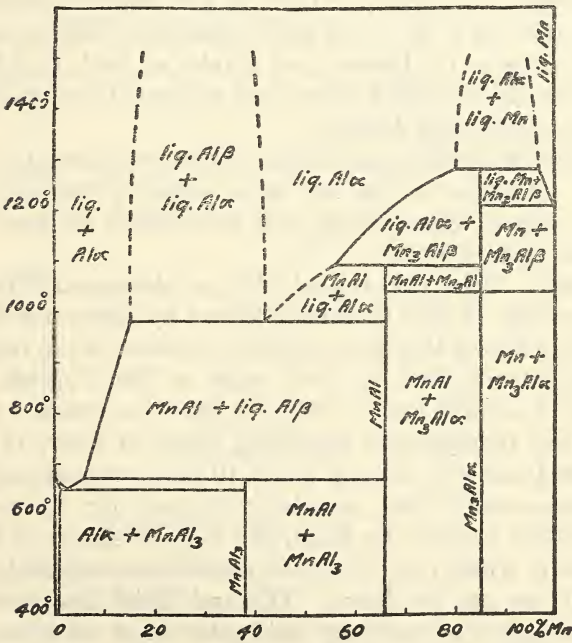 1400°
1200°
1000°
800°
600°
400°
liq.
+
Alα
liq. Alβ
+
liq. Alα
liq. Alα
liq. Alα
+
liq. Mn
liq. Mn
liq. Mn+
Mn₃Alβ
liq. Alα +
Mn₃Alβ
Mn +
Mn₃Alβ
MnAl
+
liq. Alα
MnAl+Mn₃Al
MnAl + liq. Alβ
MnAl
MnAl
+
Mn₃Alα
Mn +
Mn₃Alα
Mn₃Alα
Alα + MnAl₃
MnAl₃
MnAl
+
MnAl₃
0 20 40 60 80 100% Mn